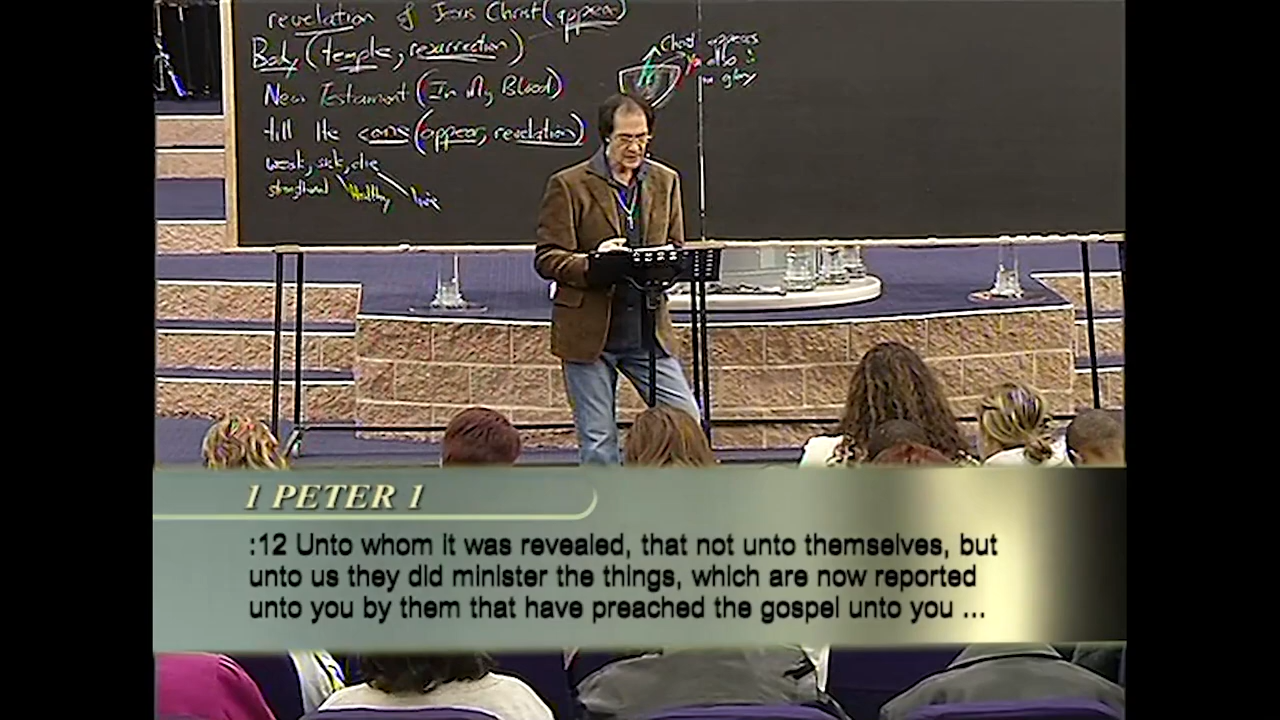 revelation of Jesus Christ (appear)
Body (temple, resurrection)
New Testament (In My Blood)
till He come (appear, revelation)
weak, sick, die
strengthened Healthy live
Christ appears
also
in glory
1 PETER 1
:12 Unto whom it was revealed, that not unto themselves, but
unto us they did minister the things, which are now reported
unto you by them that have preached the gospel unto you ...